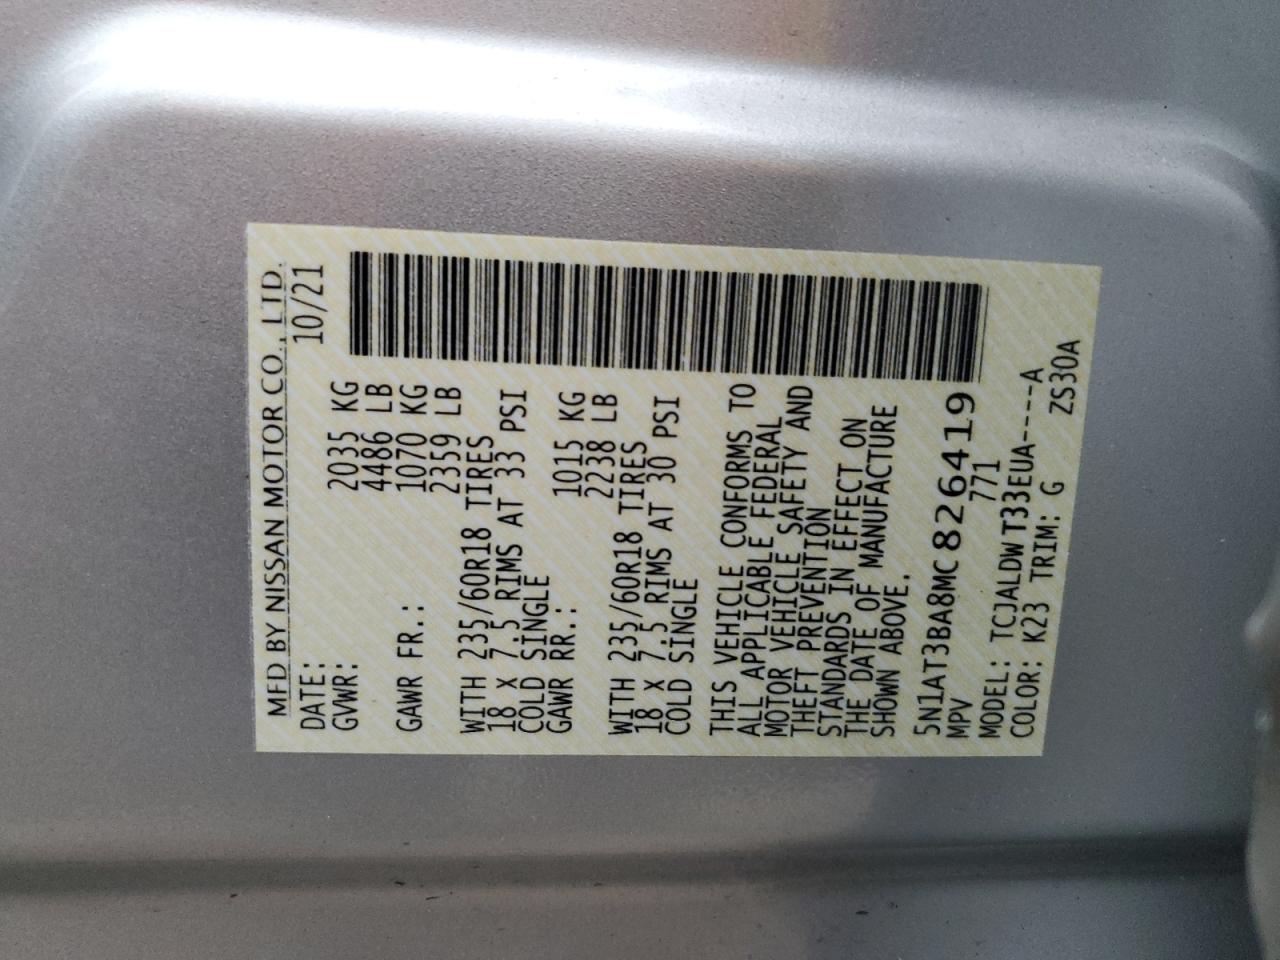 MFD BY NISSAN MOTOR CO., LTD.
DATE: 10/21
GVWR: 2035 KG
4486 LB
GAWR FR.: 1070 KG
2359 LB
WITH 235/60R18 TIRES
18 x 7.5 RIMS AT 33 PSI
COLD SINGLE
GAWR RR.: 1015 KG
2238 LB
WITH 235/60R18 TIRES
18 x 7.5 RIMS AT 30 PSI
COLD SINGLE
THIS VEHICLE CONFORMS TO
ALL APPLICABLE FEDERAL
MOTOR VEHICLE SAFETY AND
THEFT PREVENTION
STANDARDS IN EFFECT ON
THE DATE OF MANUFACTURE
SHOWN ABOVE.
5N1AT3BA8MC826419
MPV 771
MODEL: TCJALDWT33EUA----A
COLOR: K23 TRIM: G ZS30A